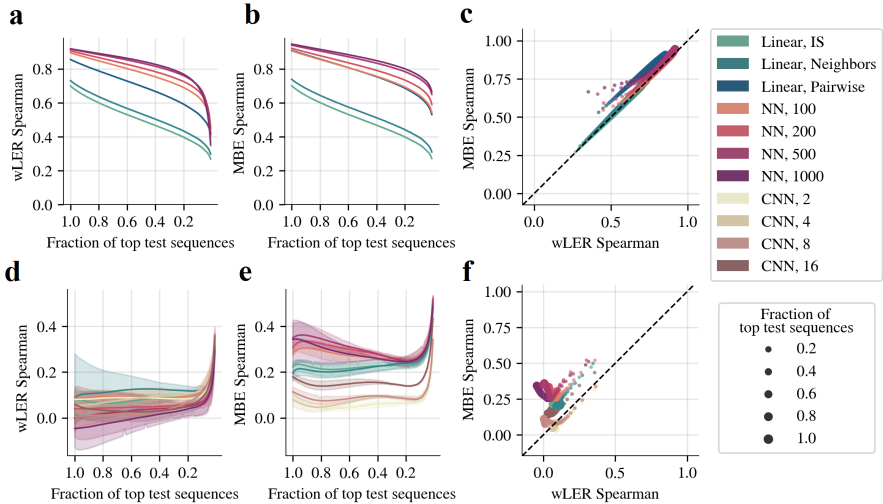 a
wLER Spearman
0.8
0.6
0.4
0.2
0.0
1.0 0.8 0.6 0.4 0.2
Fraction of top test sequences
b
MBE Spearman
0.8
0.6
0.4
0.2
0.0
1.0 0.8 0.6 0.4 0.2
Fraction of top test sequences
c
MBE Spearman
1.00
0.75
0.50
0.25
0.00
0.0 0.5 1.0
wLER Spearman
Linear, IS
Linear, Neighbors
Linear, Pairwise
NN, 100
NN, 200
NN, 500
NN, 1000
CNN, 2
CNN, 4
CNN, 8
CNN, 16
d
wLER Spearman
0.4
0.2
0.0
1.0 0.8 0.6 0.4 0.2
Fraction of top test sequences
e
MBE Spearman
0.4
0.2
0.0
1.0 0.8 0.6 0.4 0.2
Fraction of top test sequences
f
MBE Spearman
1.00
0.75
0.50
0.25
0.00
0.0 0.5 1.0
wLER Spearman
Fraction of
top test sequences
0.2
0.4
0.6
0.8
1.0